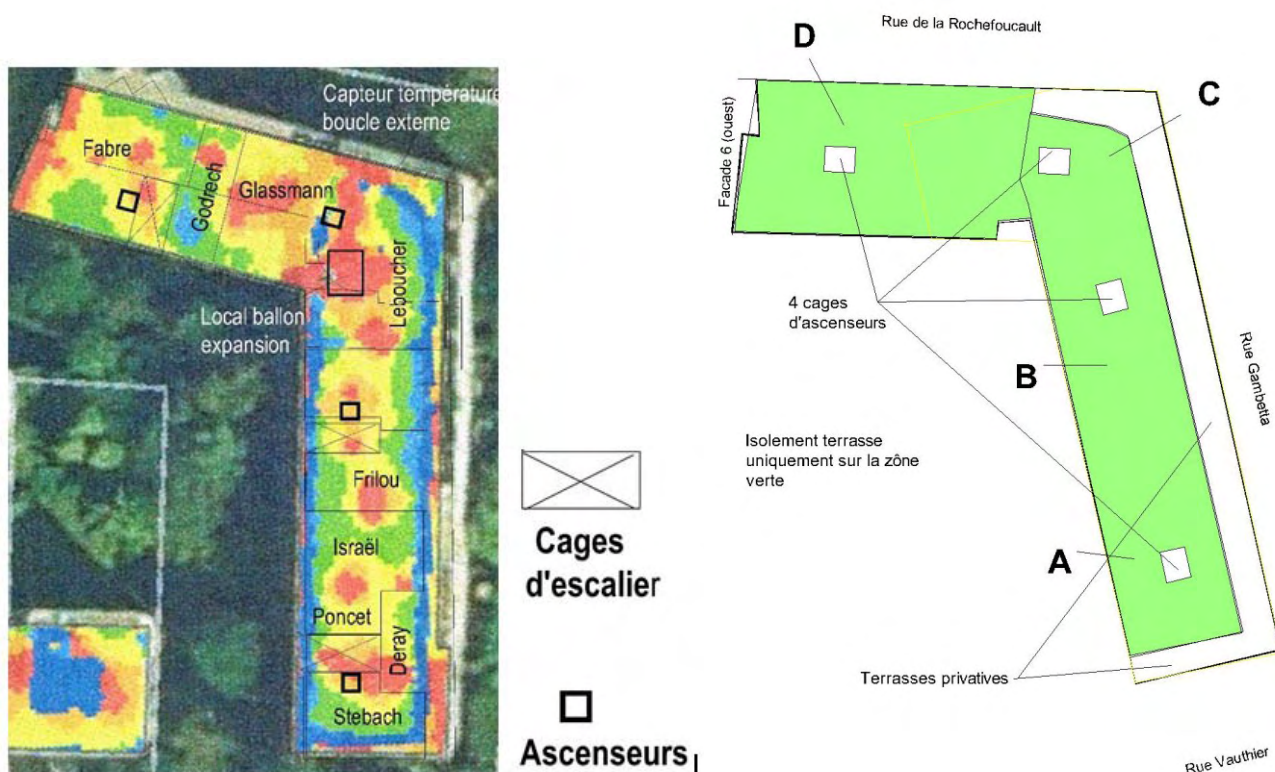 Capteur température
boucle externe
Fabre
Godrech
Glassmann
Leboucher
Local ballon
expansion
Frilou
Israël
Poncet
Deray
Stebach
Cages
d'escalier
Ascenseurs
Rue de la Rochefoucault
D
C
Facade 6 (ouest)
4 cages
d'ascenseurs
B
Rue Gambetta
Isolement terrasse
uniquement sur la zône
verte
A
Terrasses privatives
Rue Vauthier